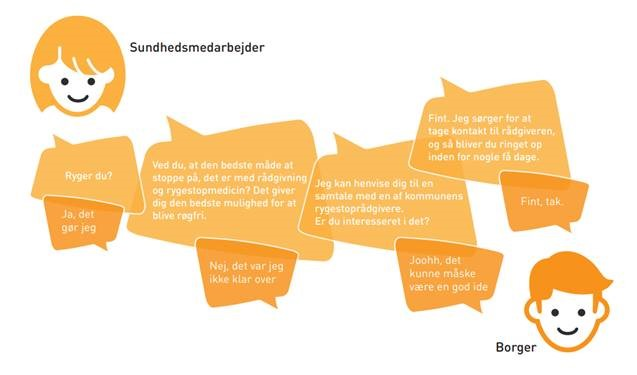 Sundhedsmedarbejder
Ryger du?
Ja, det
gør jeg
Ved du, at den bedste måde at
stoppe på, det er med rådgivning
og rygestopmedicin? Det giver
dig den bedste mulighed for at
blive røgfri.
Nej, det var jeg
ikke klar over
Jeg kan henvise dig til en
samtale med en af kommunens
rygestoprådgivere.
Er du interesseret i det?
Joohh, det
kunne måske
være en god ide
Fint. Jeg sørger for at
tage kontakt til rådgiveren,
og så bliver du ringet op
inden for nogle få dage.
Fint, tak.
Borger